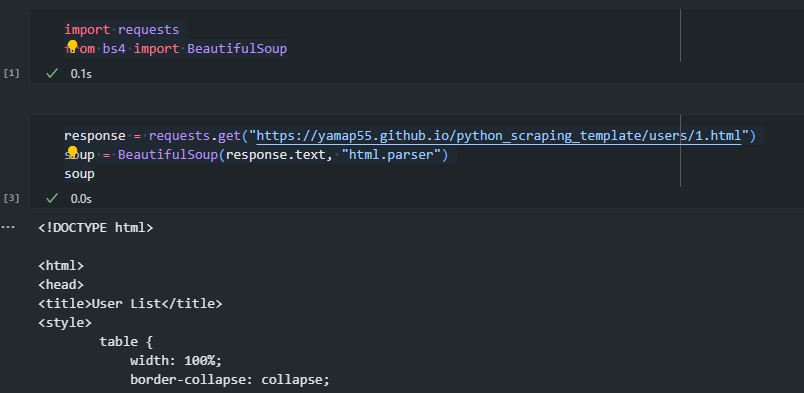 import requests
from bs4 import BeautifulSoup
[1] 0.1s
response = requests.get("https://yamap55.github.io/python_scraping_template/users/1.html")
soup = BeautifulSoup(response.text, "html.parser")
soup
[3] 0.0s
... <!DOCTYPE html>
<html>
<head>
<title>User List</title>
<style>
table {
width: 100%;
border-collapse: collapse;